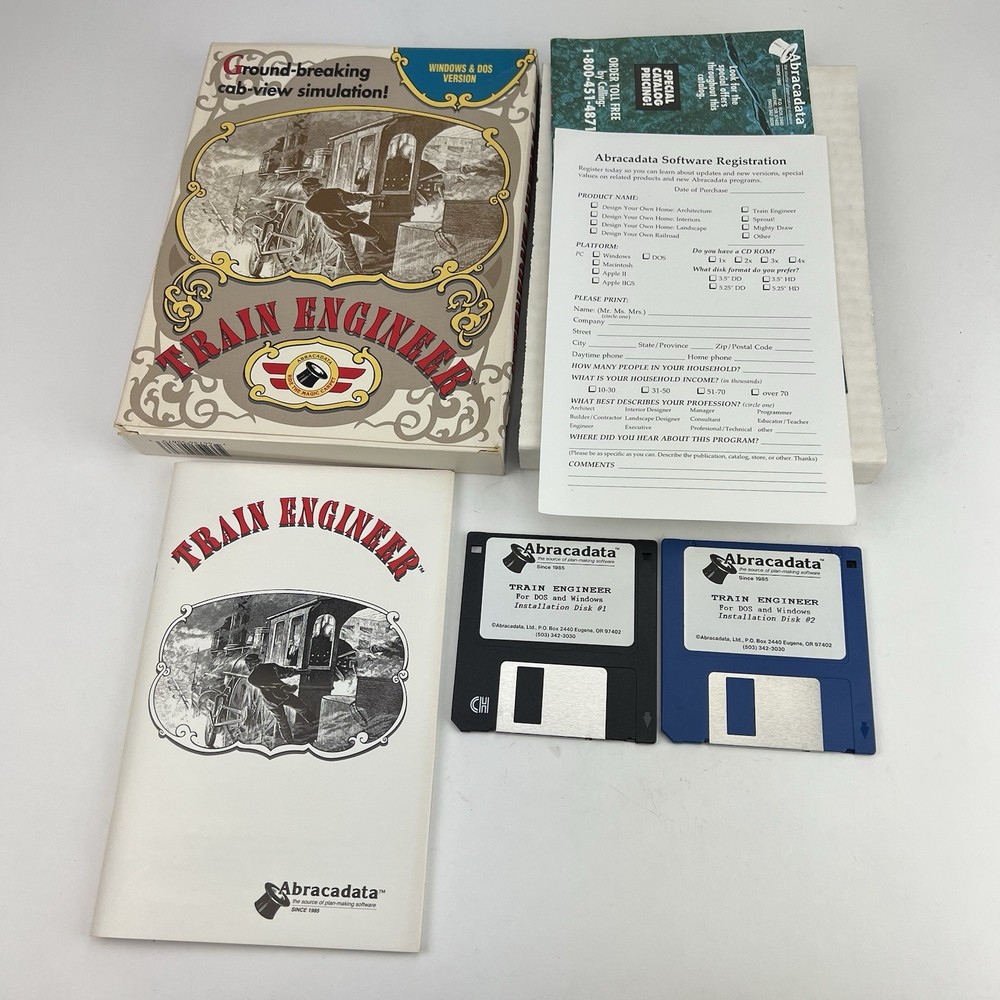 Ground-breaking
cab-view simulation!
WINDOWS & DOS
VERSION
TRAIN ENGINEER™
ABRACADATA
Abracadata™
SINCE 1985
Look for the
special offers
throughout this
catalog.
SPECIAL
CATALOG
PRICING!
ORDER TOLL FREE
by Calling:
1-800-451-4871
Abracadata Software Registration
Register today so you can learn about updates and new versions, special
values on related products and new Abracadata programs.
Date of Purchase
PRODUCT NAME:
Design Your Own Home: Architecture
Design Your Own Home: Interiors
Design Your Own Home: Landscape
Design Your Own Railroad
Train Engineer
Sprout!
Mighty Draw
Other
PLATFORM:
PC Windows DOS
Macintosh
Apple II
Apple IIGS
Do you have a CD ROM?
1x 2x 3x 4x
What disk format do you prefer?
3.5" DD 3.5" HD
5.25" DD 5.25" HD
PLEASE PRINT:
Name: (Mr. Ms. Mrs.)
(circle one)
Company
Street
City State/Province Zip/Postal Code
Daytime phone Home phone
HOW MANY PEOPLE IN YOUR HOUSEHOLD?
WHAT IS YOUR HOUSEHOLD INCOME? (in thousands)
10-30 31-50 51-70 over 70
WHAT BEST DESCRIBES YOUR PROFESSION? (circle one)
Architect Interior Designer Manager Programmer
Builder/Contractor Landscape Designer Consultant Educator/Teacher
Engineer Executive Profesional/Technical other
WHERE DID YOU HEAR ABOUT THIS PROGRAM?
(Please be as specific as you can. Describe the publication, catalog, store, or other. Thanks)
COMMENTS
TRAIN ENGINEER™
Abracadata™
the source of plan-making software
SINCE 1985
Abracadata™
the source of plan-making software
Since 1985
TRAIN ENGINEER
For DOS and Windows
Installation Disk #1
©Abracadata, Ltd., P.O. Box 2440 Eugene, OR 97402
(503) 342-3030
CH
Abracadata™
the source of plan-making software
Since 1985
TRAIN ENGINEER
For DOS and Windows
Installation Disk #2
©Abracadata, Ltd., P.O. Box 2440 Eugene, OR 97402
(503) 342-3030